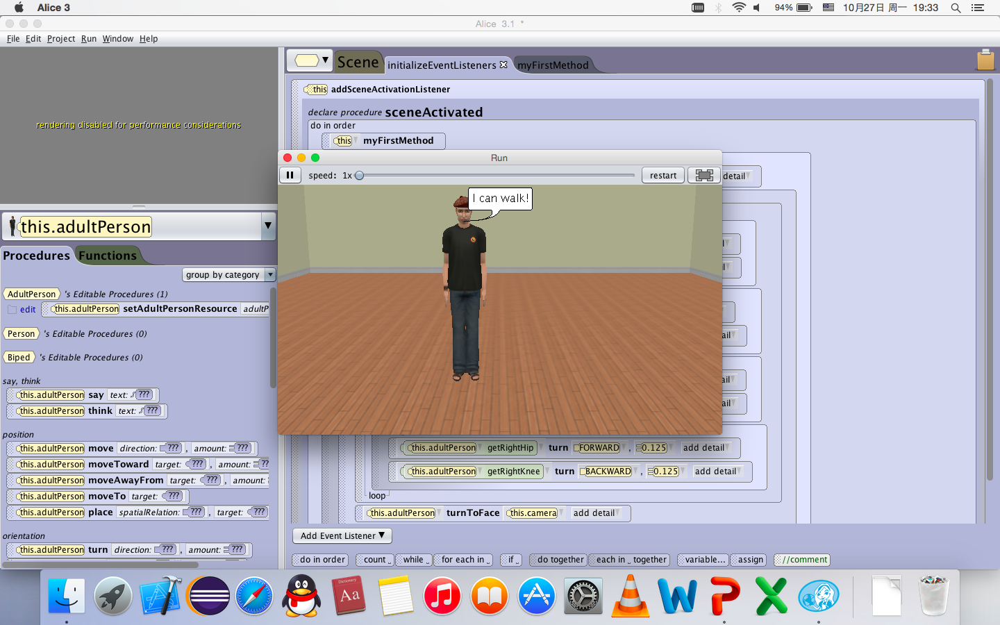 Alice 3
94%
10月27日 周一 19:33
Alice 3.1 *
File Edit Project Run Window Help
rendering disabled for performance considerations
this.adultPerson
Procedures Functions
group by category
AdultPerson 's Editable Procedures (1)
edit this.adultPerson setAdultPersonResource adultP
Person 's Editable Procedures (0)
Biped 's Editable Procedures (0)
say, think
this.adultPerson say text: ???
this.adultPerson think text: ???
position
this.adultPerson move direction: ??? , amount: ???
this.adultPerson moveToward target: ??? , amount: ??
this.adultPerson moveAwayFrom target: ??? , amount:
this.adultPerson moveTo target: ???
this.adultPerson place spatialRelation: ??? , target: ???
orientation
this.adultPerson turn direction: ??? , amount: ???
Scene initializeEventListeners myFirstMethod
this addSceneActivationListener
declare procedure sceneActivated
do in order
this myFirstMethod
detail
Run
speed: 1x restart
I can walk!
ail
ail
ail
this.adultPerson getRightHip turn FORWARD , 0.125 add detail
this.adultPerson getRightKnee turn BACKWARD , 0.125 add detail
loop
this.adultPerson turnToFace this.camera add detail
Add Event Listener
do in order count _ while _ for each in _ if _ do together each in _ together variable... assign //comment
Dictionary
Aa